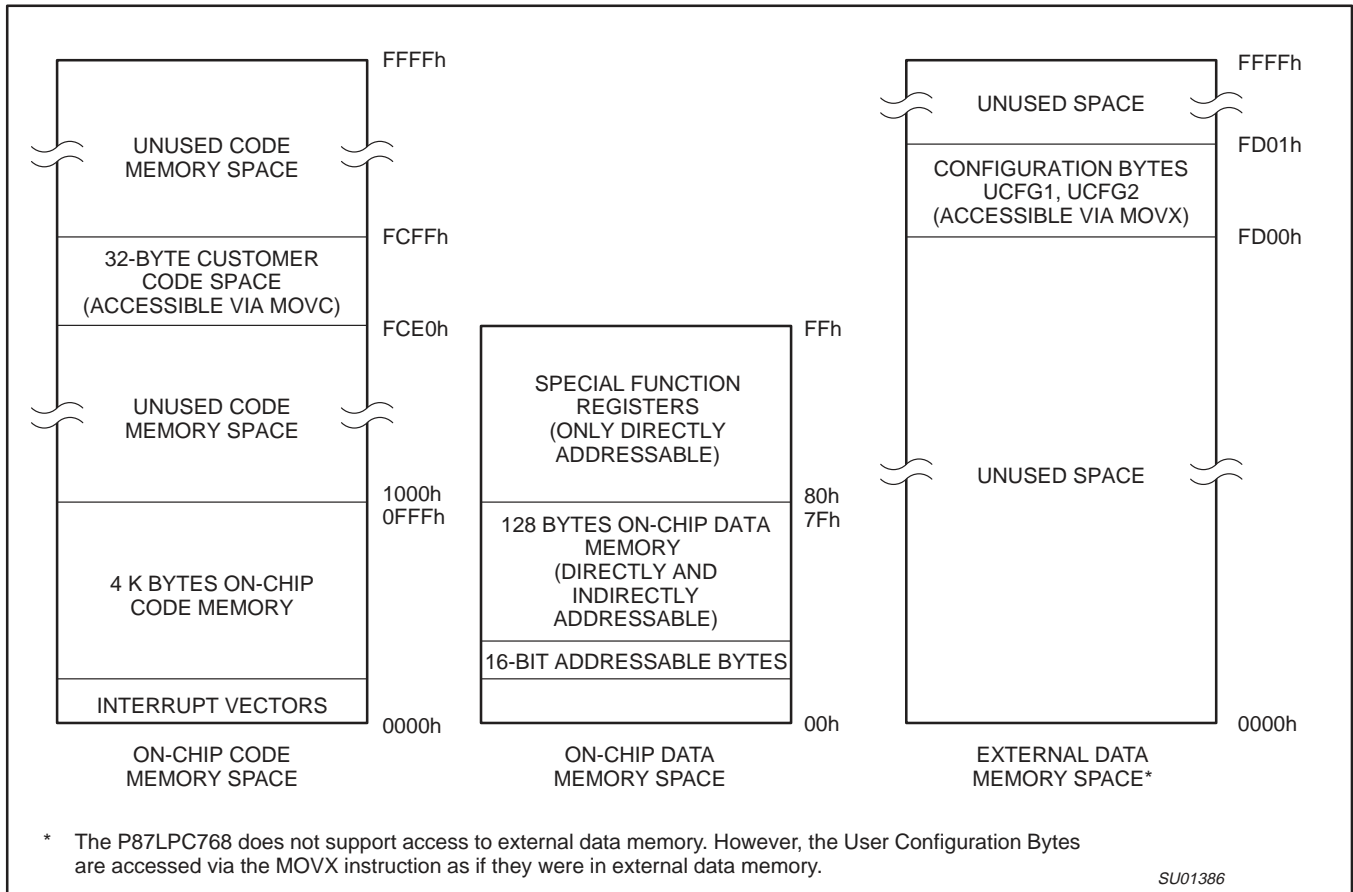 FFFFh
UNUSED CODE
MEMORY SPACE
FCFFh
32-BYTE CUSTOMER
CODE SPACE
(ACCESSIBLE VIA MOVC)
FCE0h
UNUSED CODE
MEMORY SPACE
1000h
0FFFh
4 K BYTES ON-CHIP
CODE MEMORY
INTERRUPT VECTORS
0000h
ON-CHIP CODE
MEMORY SPACE
FFh
SPECIAL FUNCTION
REGISTERS
(ONLY DIRECTLY
ADDRESSABLE)
80h
7Fh
128 BYTES ON-CHIP DATA
MEMORY
(DIRECTLY AND
INDIRECTLY
ADDRESSABLE)
16-BIT ADDRESSABLE BYTES
00h
ON-CHIP DATA
MEMORY SPACE
FFFFh
UNUSED SPACE
FD01h
CONFIGURATION BYTES
UCFG1, UCFG2
(ACCESSIBLE VIA MOVX)
FD00h
UNUSED SPACE
0000h
EXTERNAL DATA
MEMORY SPACE*
* The P87LPC768 does not support access to external data memory. However, the User Configuration Bytes
are accessed via the MOVX instruction as if they were in external data memory.
SU01386